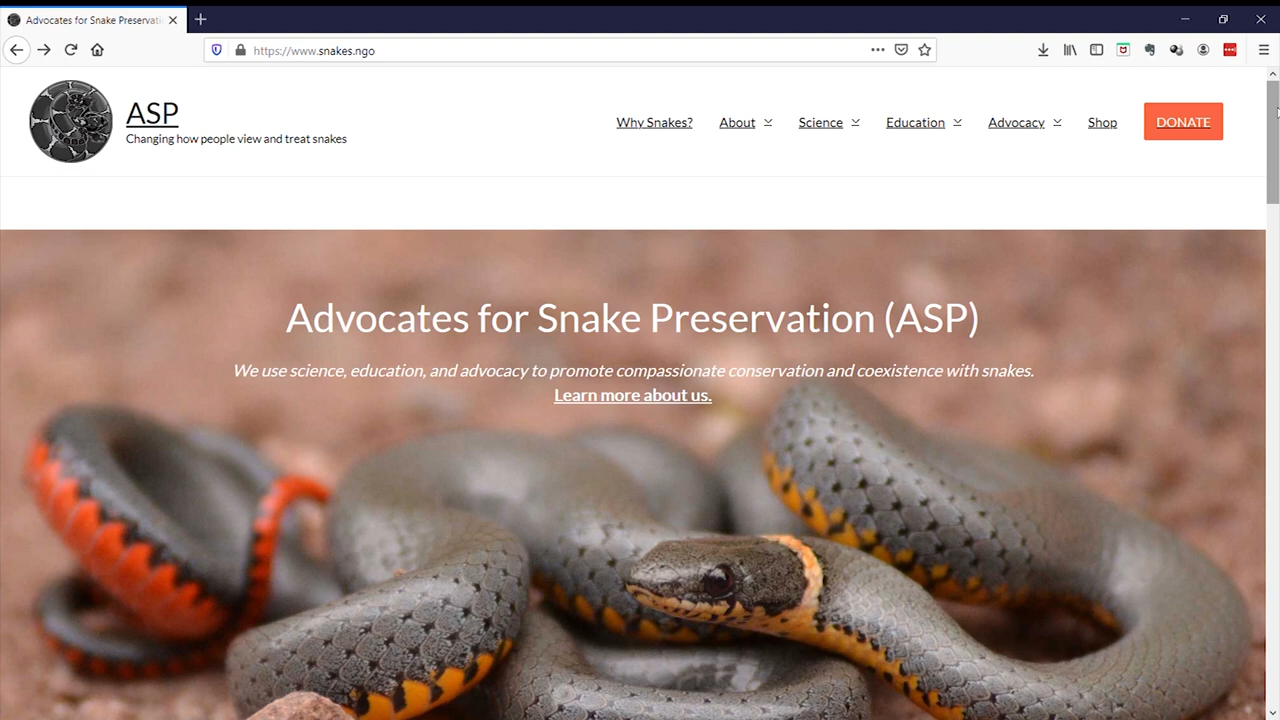 Advocates for Snake Preservati
https://www.snakes.ngo
ASP
Changing how people view and treat snakes
Why Snakes?
About
Science
Education
Advocacy
Shop
DONATE
Advocates for Snake Preservation (ASP)
We use science, education, and advocacy to promote compassionate conservation and coexistence with snakes.
Learn more about us.